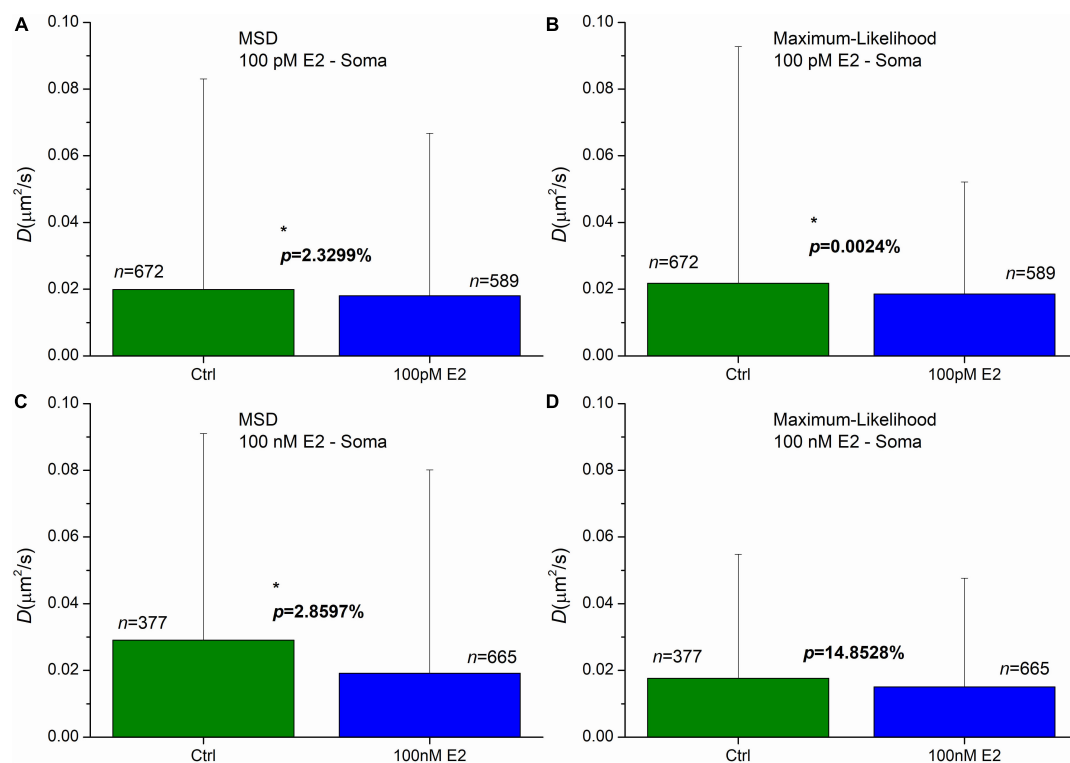 A
MSD
100 pM E2 - Soma
0.10
0.08
0.06
0.04
0.02
0.00
D(μm²/s)
n=672
*
p=2.3299%
n=589
Ctrl
100pM E2
B
Maximum-Likelihood
100 pM E2 - Soma
0.10
0.08
0.06
0.04
0.02
0.00
D(μm²/s)
n=672
*
p=0.0024%
n=589
Ctrl
100pM E2
C
MSD
100 nM E2 - Soma
0.10
0.08
0.06
0.04
0.02
0.00
D(μm²/s)
n=377
*
p=2.8597%
n=665
Ctrl
100nM E2
D
Maximum-Likelihood
100 nM E2 - Soma
0.10
0.08
0.06
0.04
0.02
0.00
D(μm²/s)
n=377
p=14.8528%
n=665
Ctrl
100nM E2